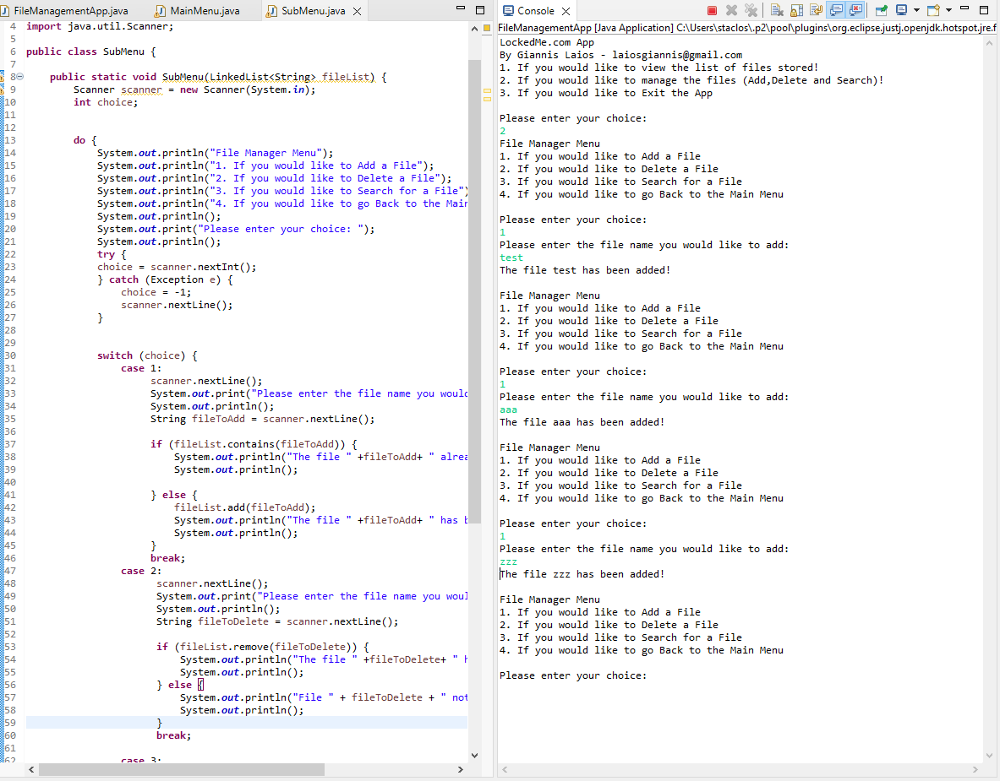 FileManagementApp.java MainMenu.java SubMenu.java
4 import java.util.Scanner;
5
6 public class SubMenu {
7
8 public static void SubMenu(LinkedList<String> fileList) {
9 Scanner scanner = new Scanner(System.in);
10 int choice;
11
12
13 do {
14 System.out.println("File Manager Menu");
15 System.out.println("1. If you would like to Add a File");
16 System.out.println("2. If you would like to Delete a File");
17 System.out.println("3. If you would like to Search for a File")
18 System.out.println("4. If you would like to go Back to the Main
19 System.out.println();
20 System.out.print("Please enter your choice: ");
21 System.out.println();
22 try {
23 choice = scanner.nextInt();
24 } catch (Exception e) {
25 choice = -1;
26 scanner.nextLine();
27 }
28
29
30 switch (choice) {
31 case 1:
32 scanner.nextLine();
33 System.out.print("Please enter the file name you would
34 System.out.println();
35 String fileToAdd = scanner.nextLine();
36
37 if (fileList.contains(fileToAdd)) {
38 System.out.println("The file " +fileToAdd+ " alrea
39 System.out.println();
40
41 } else {
42 fileList.add(fileToAdd);
43 System.out.println("The file " +fileToAdd+ " has b
44 System.out.println();
45 }
46 break;
47 case 2:
48 scanner.nextLine();
49 System.out.print("Please enter the file name you woul
50 System.out.println();
51 String fileToDelete = scanner.nextLine();
52
53 if (fileList.remove(fileToDelete)) {
54 System.out.println("The file " +fileToDelete+ " h
55 System.out.println();
56 } else {
57 System.out.println("File " + fileToDelete + " not
58 System.out.println();
59 }
60 break;
61
62 case 3:
Console
FileManagementApp [Java Application] C:\Users\staclos\.p2\pool\plugins\org.eclipse.justj.openjdk.hotspot.jre.f
LockedMe.com App
By Giannis Laios - laiosgiannis@gmail.com
1. If you would like to view the list of files stored!
2. If you would like to manage the files (Add,Delete and Search)!
3. If you would like to Exit the App
Please enter your choice:
2
File Manager Menu
1. If you would like to Add a File
2. If you would like to Delete a File
3. If you would like to Search for a File
4. If you would like to go Back to the Main Menu
Please enter your choice:
1
Please enter the file name you would like to add:
test
The file test has been added!
File Manager Menu
1. If you would like to Add a File
2. If you would like to Delete a File
3. If you would like to Search for a File
4. If you would like to go Back to the Main Menu
Please enter your choice:
1
Please enter the file name you would like to add:
aaa
The file aaa has been added!
File Manager Menu
1. If you would like to Add a File
2. If you would like to Delete a File
3. If you would like to Search for a File
4. If you would like to go Back to the Main Menu
Please enter your choice:
1
Please enter the file name you would like to add:
zzz
The file zzz has been added!
File Manager Menu
1. If you would like to Add a File
2. If you would like to Delete a File
3. If you would like to Search for a File
4. If you would like to go Back to the Main Menu
Please enter your choice: